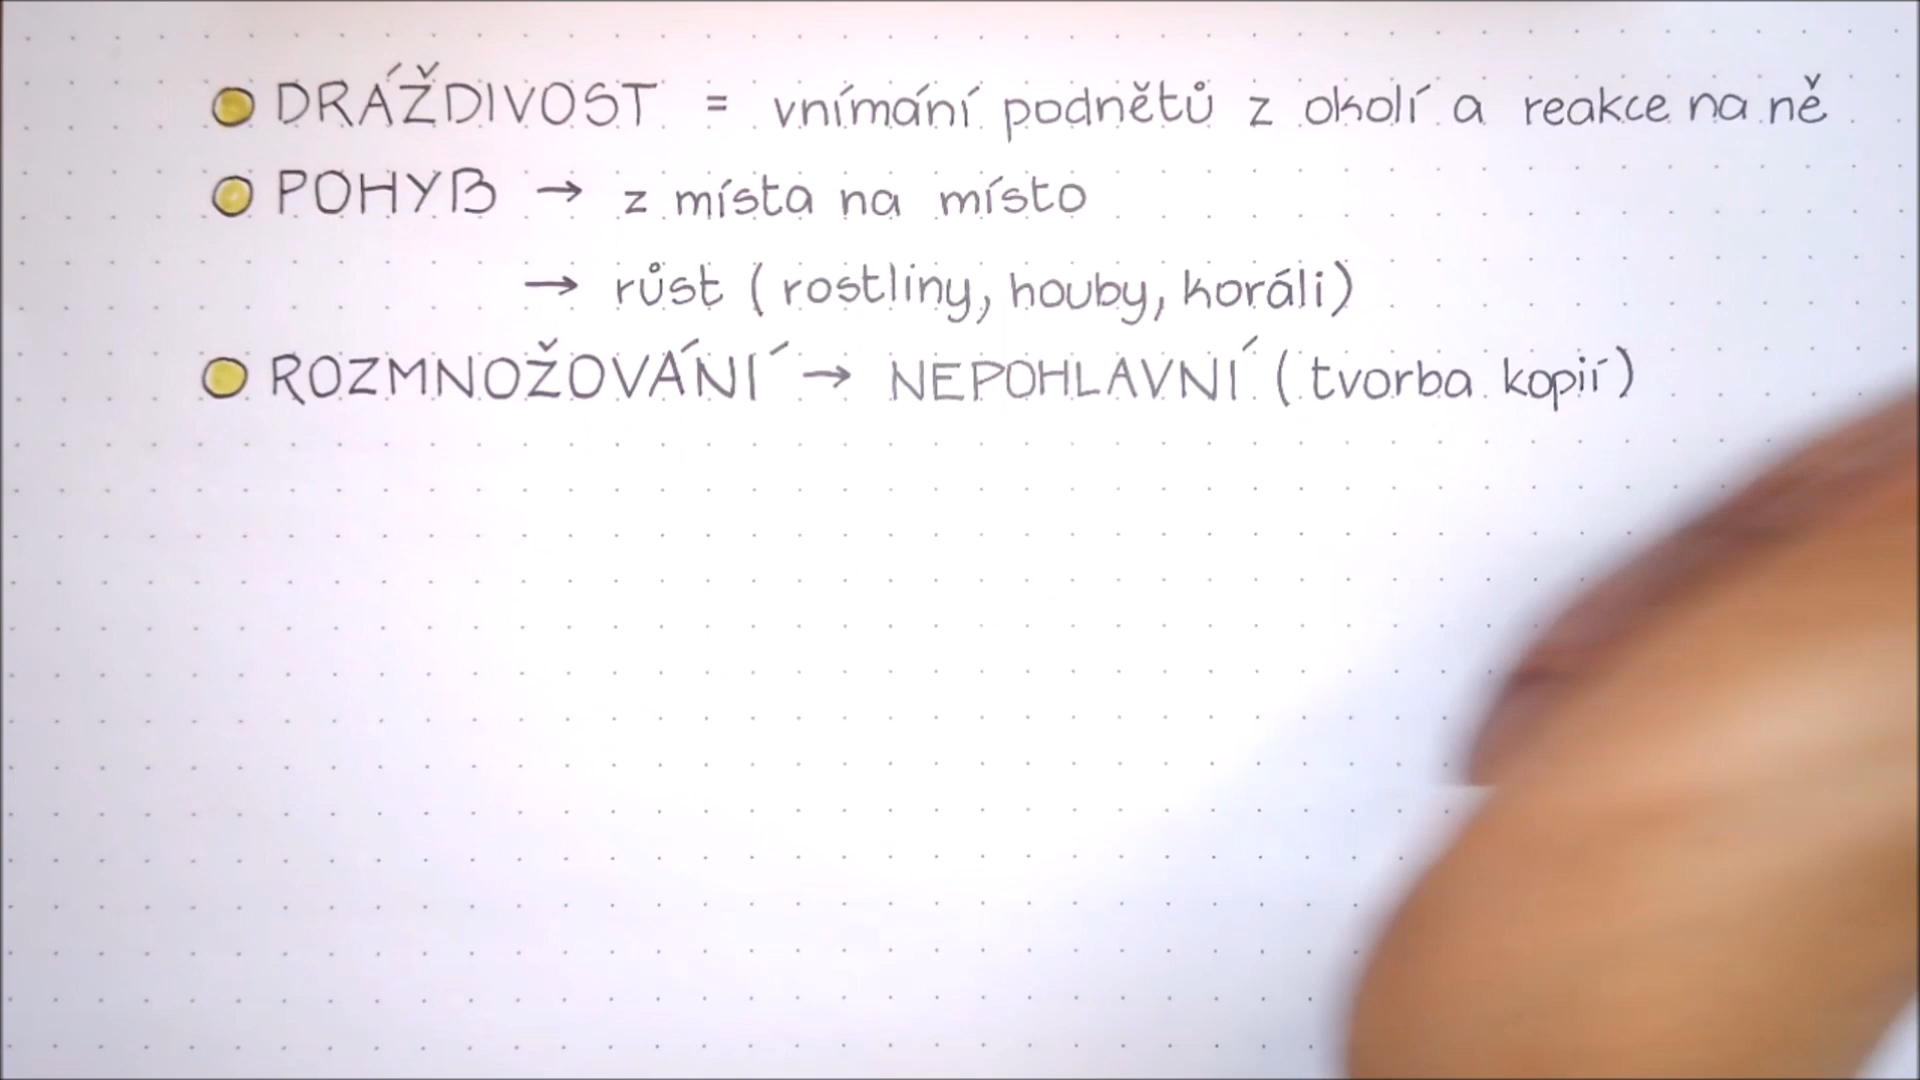 DRÁŽDIVOST = vnímání podnětů z okolí a reakce na ně
POHYB → z místa na místo
→ růst (rostliny, houby, koráli)
ROZMNOŽOVÁNÍ → NEPOHLAVNÍ (tvorba kopií)